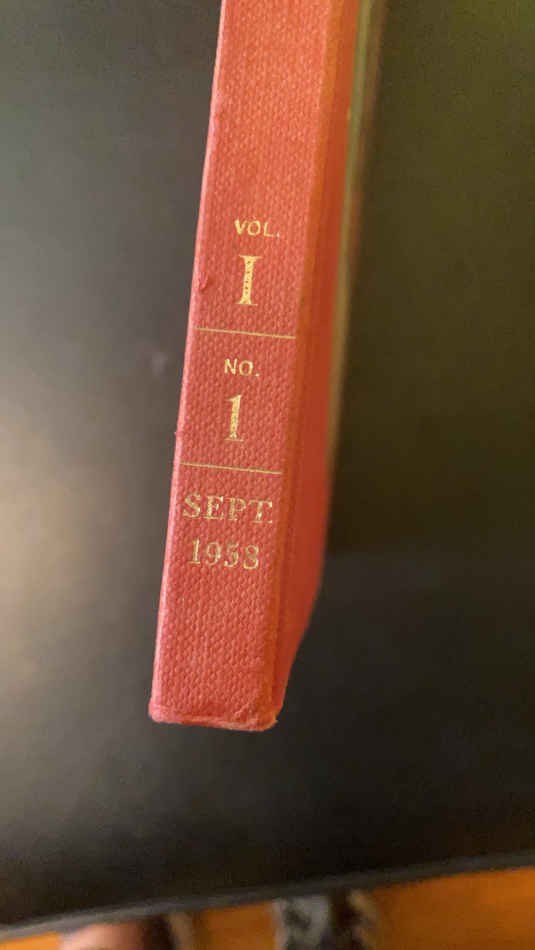 VOL.
I
NO.
1
SEPT.
1958